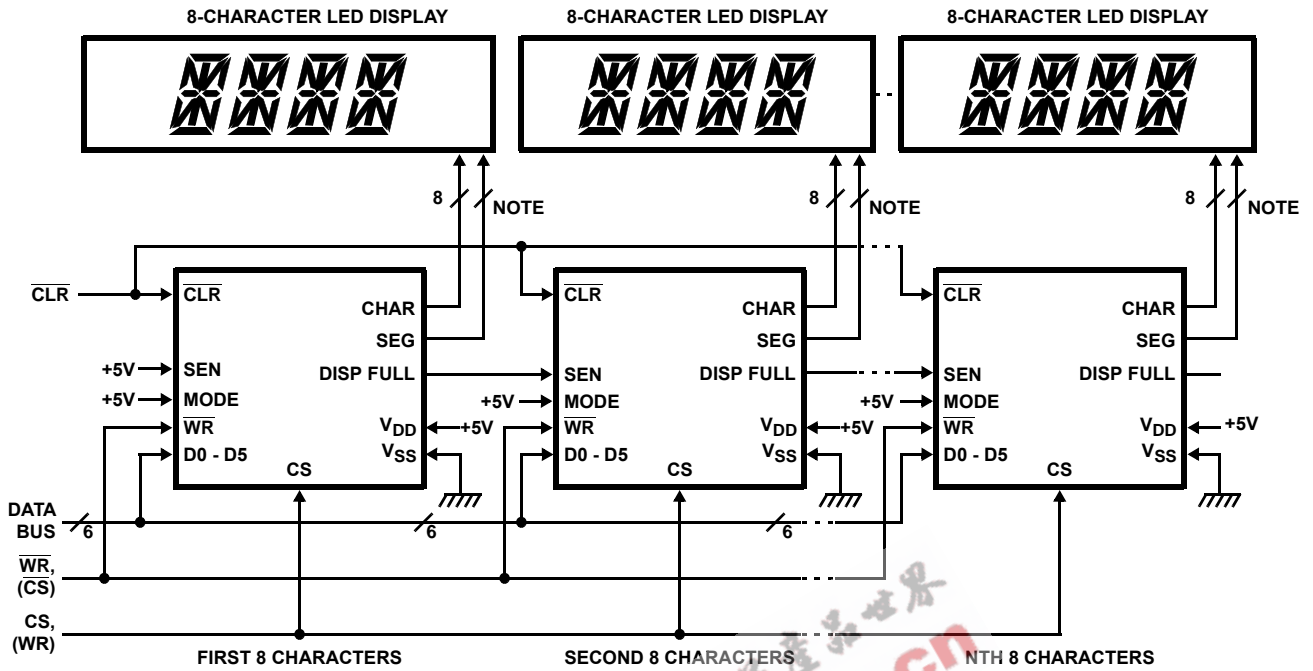 8-CHARACTER LED DISPLAY
8-CHARACTER LED DISPLAY
8-CHARACTER LED DISPLAY
8
NOTE
8
NOTE
8
NOTE
CLR
CLR
CHAR
SEG
+5V
SEN
DISP FULL
+5V
MODE
WR
VDD
+5V
D0 - D5
VSS
CS
CLR
CHAR
SEG
SEN
DISP FULL
+5V
MODE
WR
VDD
+5V
D0 - D5
VSS
CS
CLR
CHAR
SEG
SEN
DISP FULL
+5V
MODE
WR
VDD
+5V
D0 - D5
VSS
CS
DATA
BUS
6
6
6
WR,
(CS)
CS,
(WR)
FIRST 8 CHARACTERS
SECOND 8 CHARACTERS
NTH 8 CHARACTERS